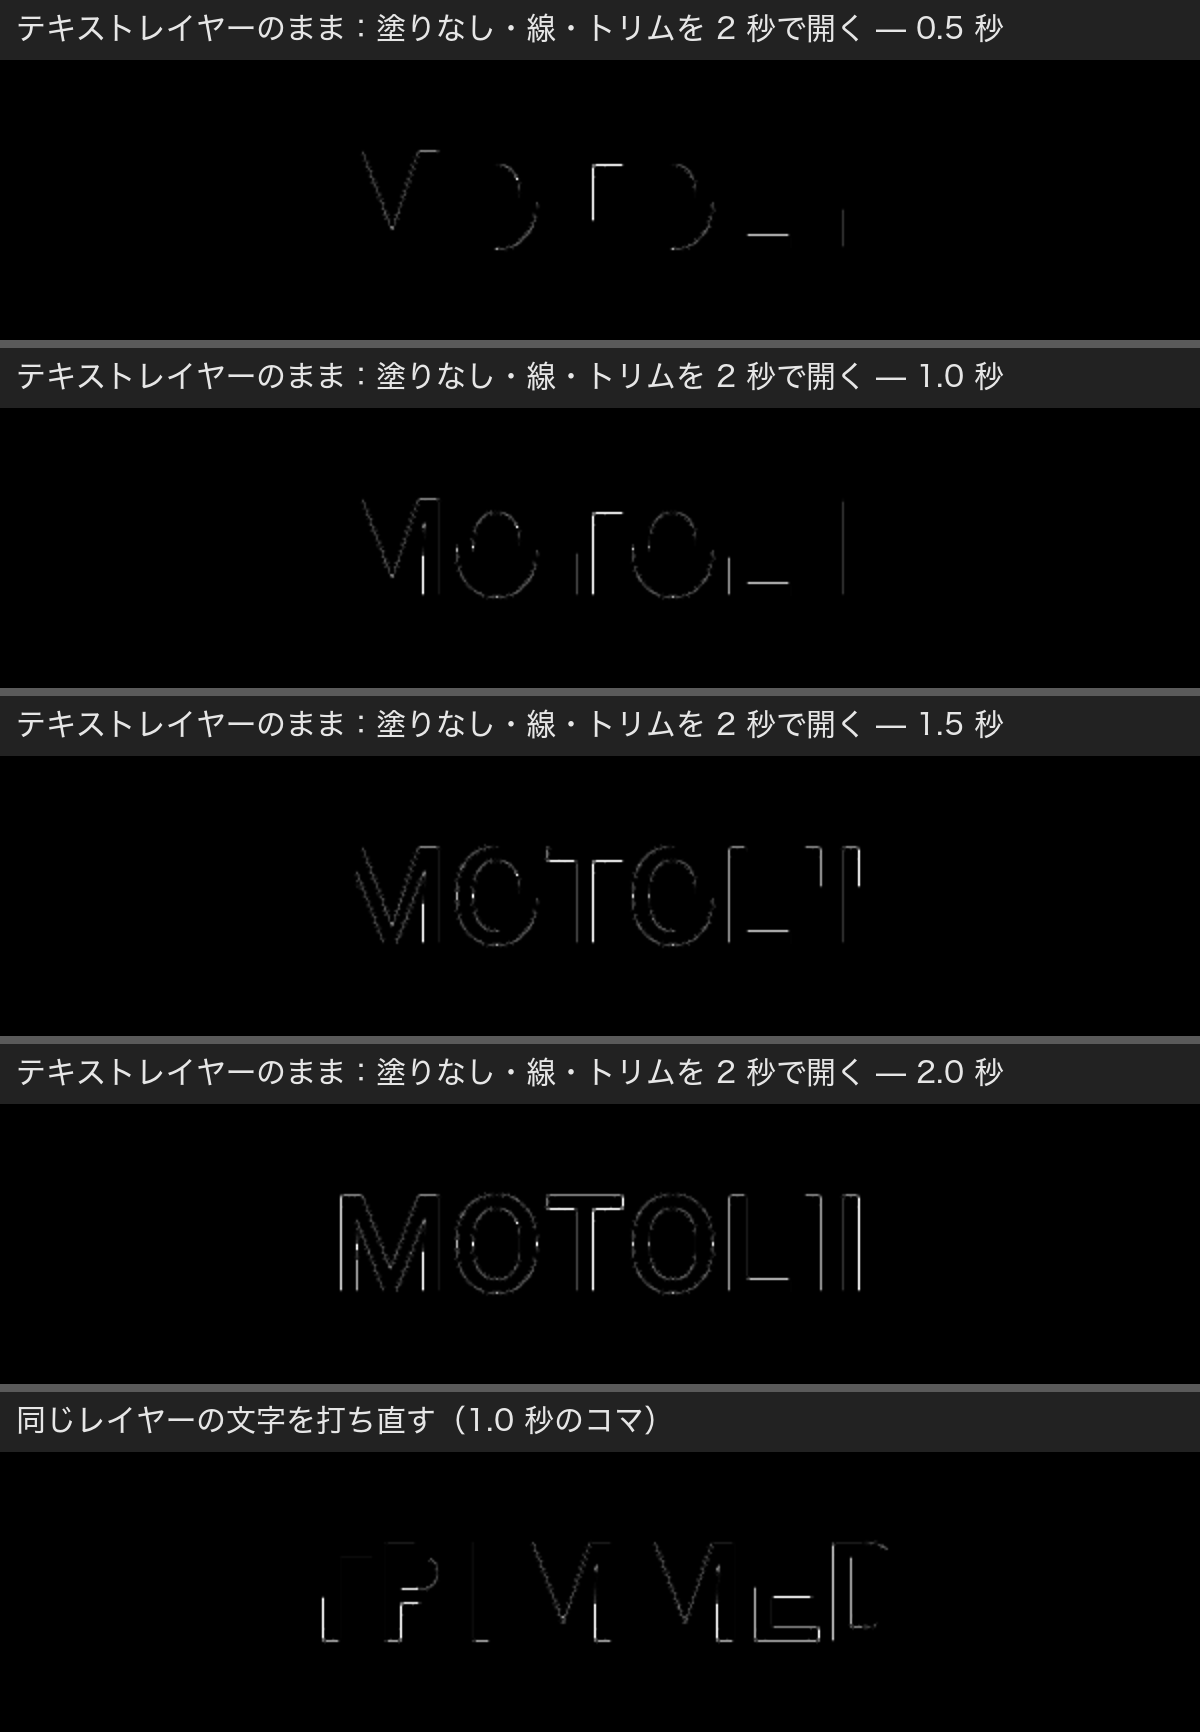 テキストレイヤーのまま：塗りなし・線・トリムを 2 秒で開く — 0.5 秒
テキストレイヤーのまま：塗りなし・線・トリムを 2 秒で開く — 1.0 秒
テキストレイヤーのまま：塗りなし・線・トリムを 2 秒で開く — 1.5 秒
テキストレイヤーのまま：塗りなし・線・トリムを 2 秒で開く — 2.0 秒
同じレイヤーの文字を打ち直す（1.0 秒のコマ）